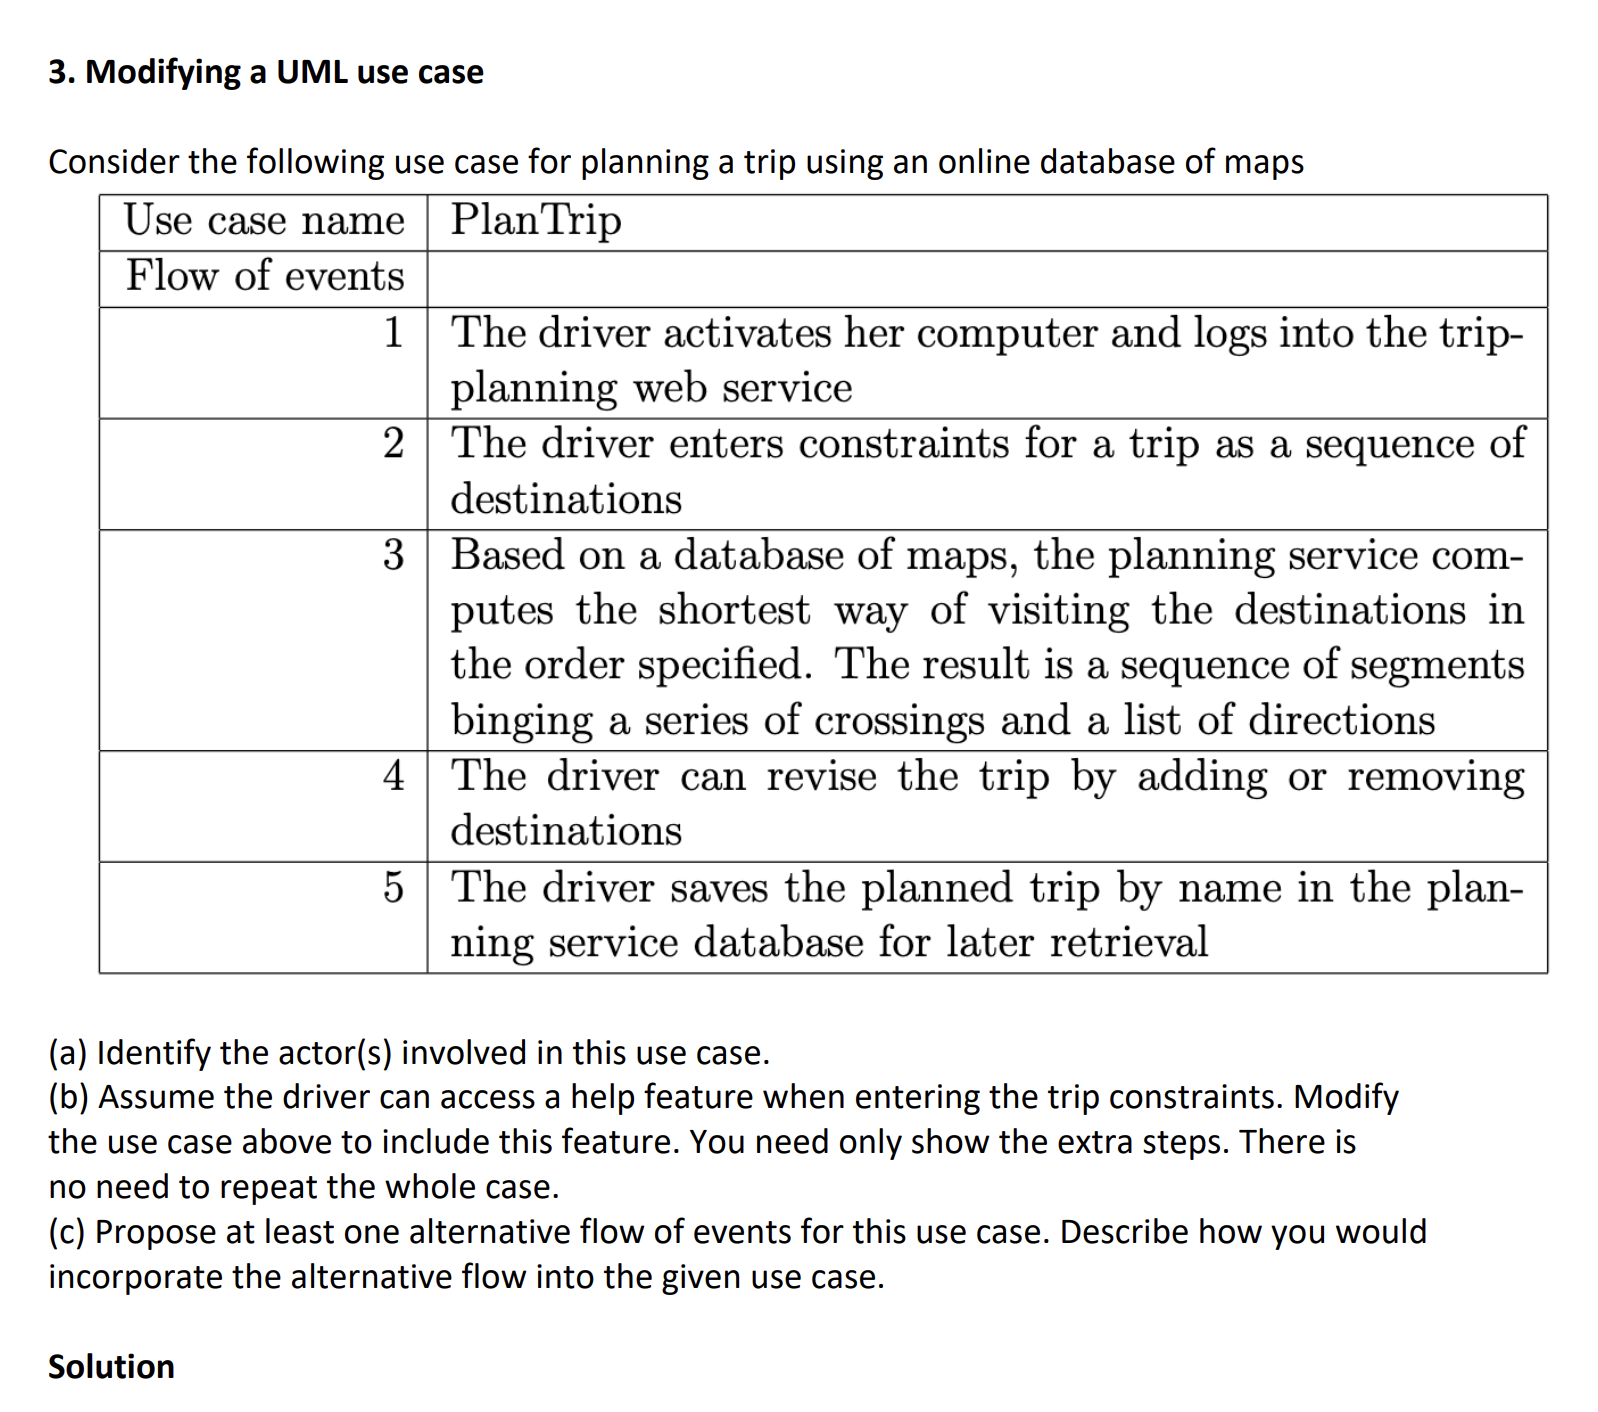 3. Modifying a UML use case
Consider the following use case for planning a trip using an online database of maps
Use case name PlanTrip
Flow of events
1 The driver activates her computer and logs into the trip-
planning web service
2 The driver enters constraints for a trip as a sequence of
destinations
3 Based on a database of maps, the planning service com-
putes the shortest way of visiting the destinations in
the order specified. The result is a sequence of segments
binging a series of crossings and a list of directions
4 The driver can revise the trip by adding or removing
destinations
5 The driver saves the planned trip by name in the plan-
ning service database for later retrieval
(a) Identify the actor(s) involved in this use case.
(b) Assume the driver can access a help feature when entering the trip constraints. Modify
the use case above to include this feature. You need only show the extra steps. There is
no need to repeat the whole case.
(c) Propose at least one alternative flow of events for this use case. Describe how you would
incorporate the alternative flow into the given use case.
Solution